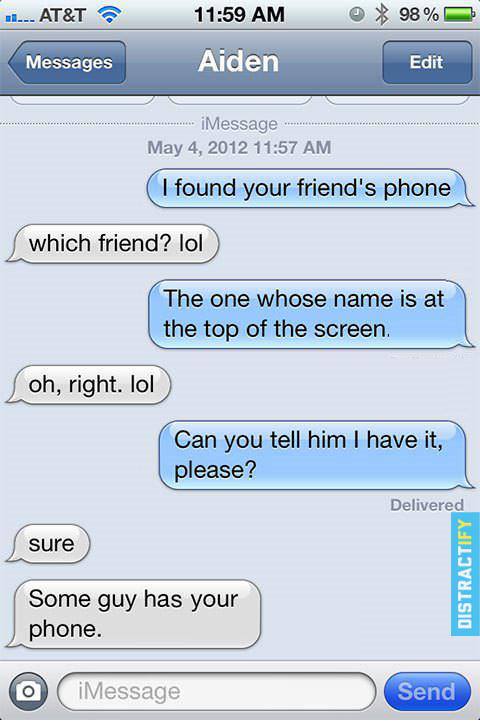 AT&T 11:59 AM 98%
Messages Aiden Edit
iMessage
May 4, 2012 11:57 AM
I found your friend's phone
which friend? lol
The one whose name is at
the top of the screen.
oh, right. lol
Can you tell him I have it,
please?
Delivered
DISTRACTIFY
sure
Some guy has your
phone.
iMessage Send